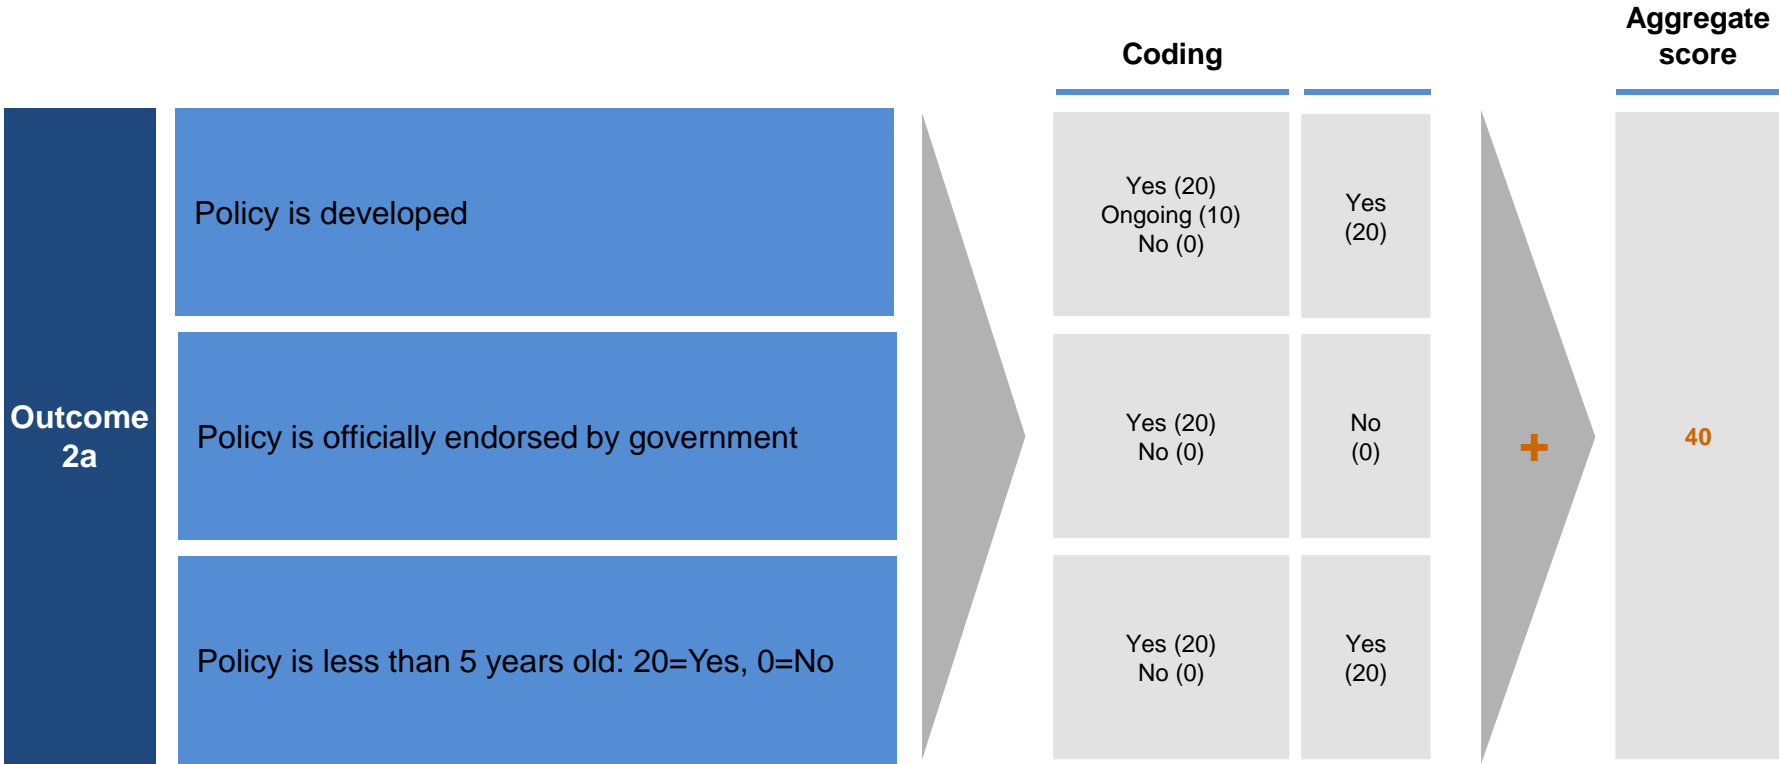 Aggregate
score
Coding
Outcome
2a
Policy is developed
Yes (20)
Ongoing (10)
No (0)
Yes
(20)
Policy is officially endorsed by government
Yes (20)
No (0)
No
(0)
+
40
Policy is less than 5 years old: 20=Yes, 0=No
Yes (20)
No (0)
Yes
(20)